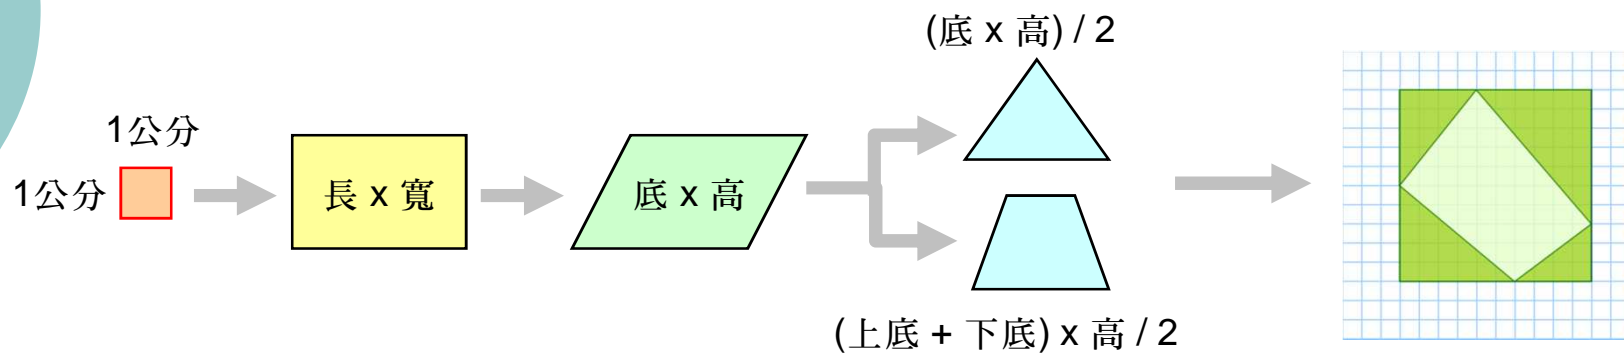 1公分
1公分
長 x 寬
底 x 高
(底 x 高) / 2
(上底 + 下底) x 高 / 2